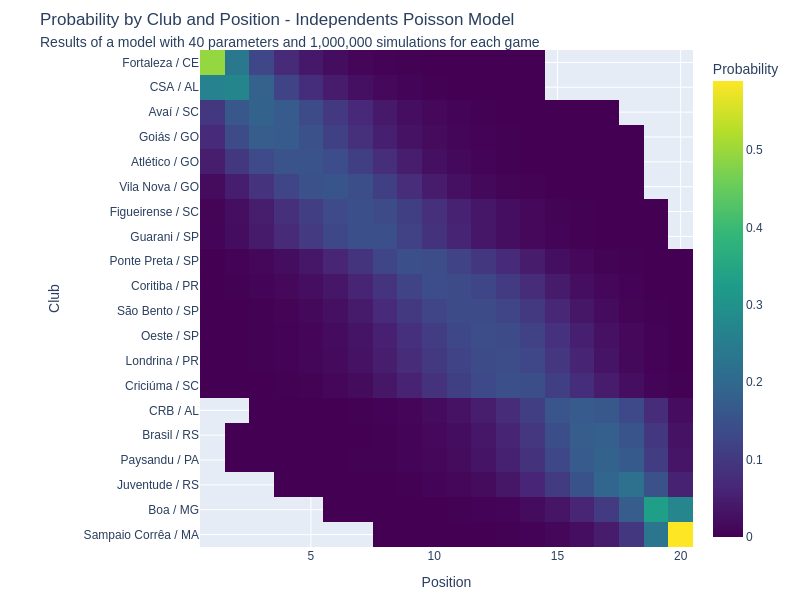 Probability by Club and Position - Independents Poisson Model
Results of a model with 40 parameters and 1,000,000 simulations for each game
Probability
Fortaleza / CE
CSA / AL
Avaí / SC
Goiás / GO
Atlético / GO
Vila Nova / GO
Figueirense / SC
Guarani / SP
Ponte Preta / SP
Coritiba / PR
São Bento / SP
Oeste / SP
Londrina / PR
Criciúma / SC
CRB / AL
Brasil / RS
Paysandu / PA
Juventude / RS
Boa / MG
Sampaio Corrêa / MA
Club
5
10
15
20
Position
0.5
0.4
0.3
0.2
0.1
0